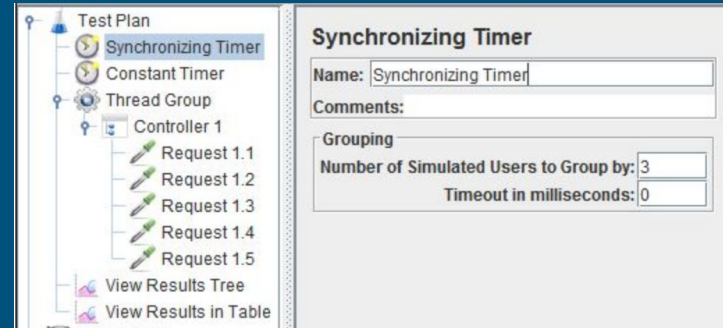 Test Plan
Synchronizing Timer
Constant Timer
Thread Group
Controller 1
Request 1.1
Request 1.2
Request 1.3
Request 1.4
Request 1.5
View Results Tree
View Results in Table
Synchronizing Timer
Name: Synchronizing Timer
Comments:
Grouping
Number of Simulated Users to Group by: 3
Timeout in milliseconds: 0